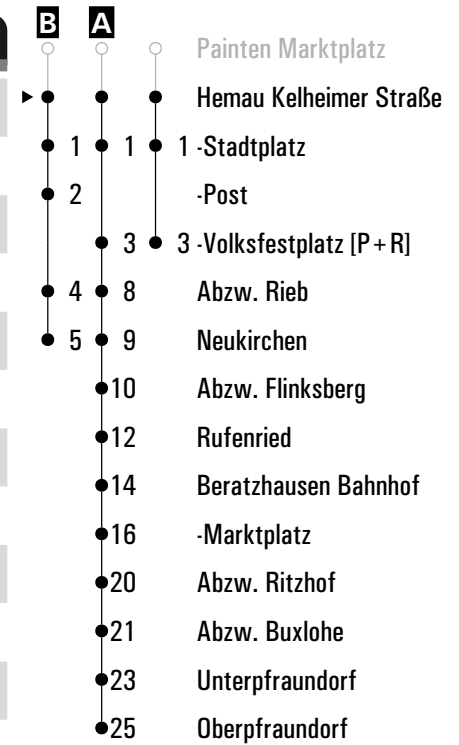 B A
Painten Marktplatz
Hemau Kelheimer Straße
1 1 1 -Stadtplatz
2 -Post
3 3 -Volksfestplatz [P+R]
4 8 Abzw. Rieb
5 9 Neukirchen
10 Abzw. Flinksberg
12 Rufenried
14 Beratzhausen Bahnhof
16 -Marktplatz
20 Abzw. Ritzhof
21 Abzw. Buxlohe
23 Unterpfraundorf
25 Oberpfraundorf